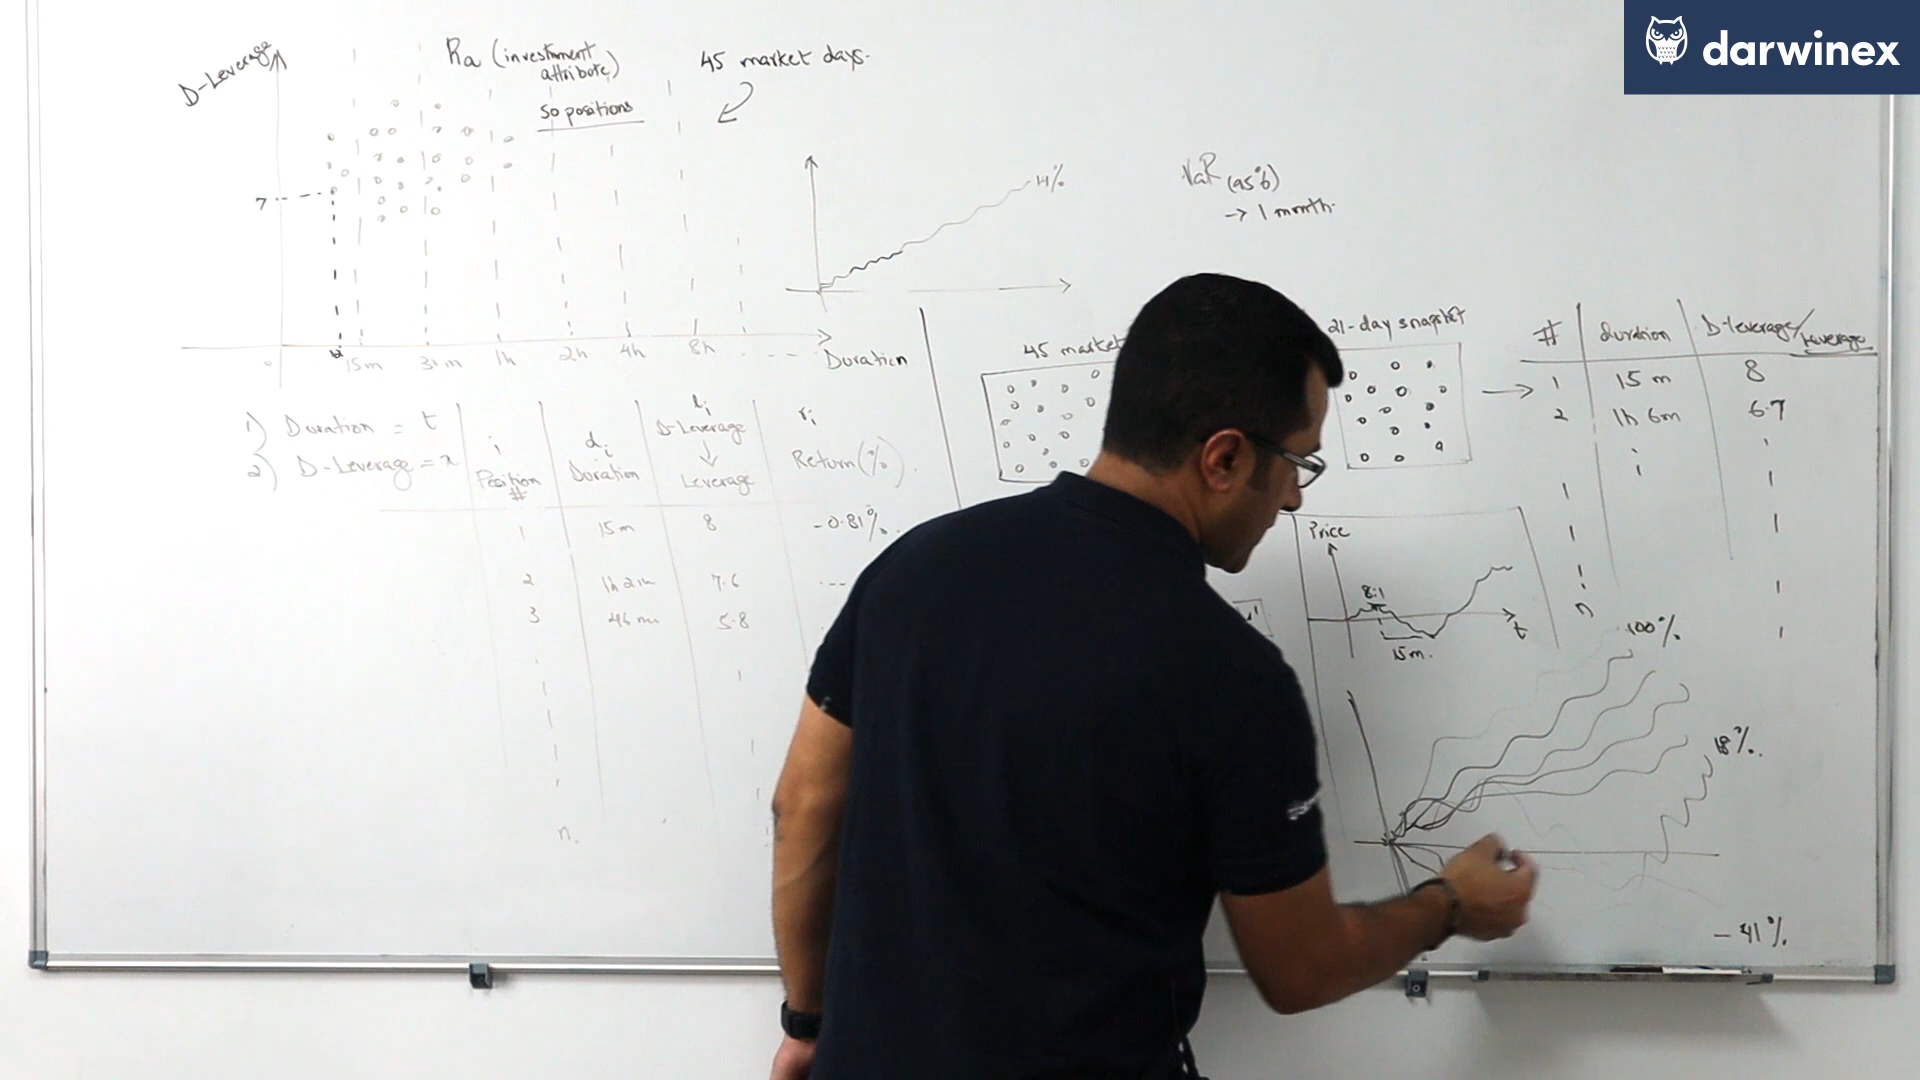 darwinex
D-Leverage
Ra (investment
attribute)
50 positions
45 market days.
7
14%
0
15m
1h
2h
4h
8h
Duration
VaR (95%)
→ 1 month.
1) Duration = t
2) D-Leverage = x
i
Position
#
di
Duration
li
D-Leverage
↓
Leverage
ri
Return(%)
1 15m 8 -0.81%
2 7.6 ---
3 46m 5.8
n.
45 market
21-day snapshot
# duration D-leverage/
Leverage
1 15m 8
2 1h 6m 6.7
n
Price
8:1
15m.
t
100%
18%.
- 41%